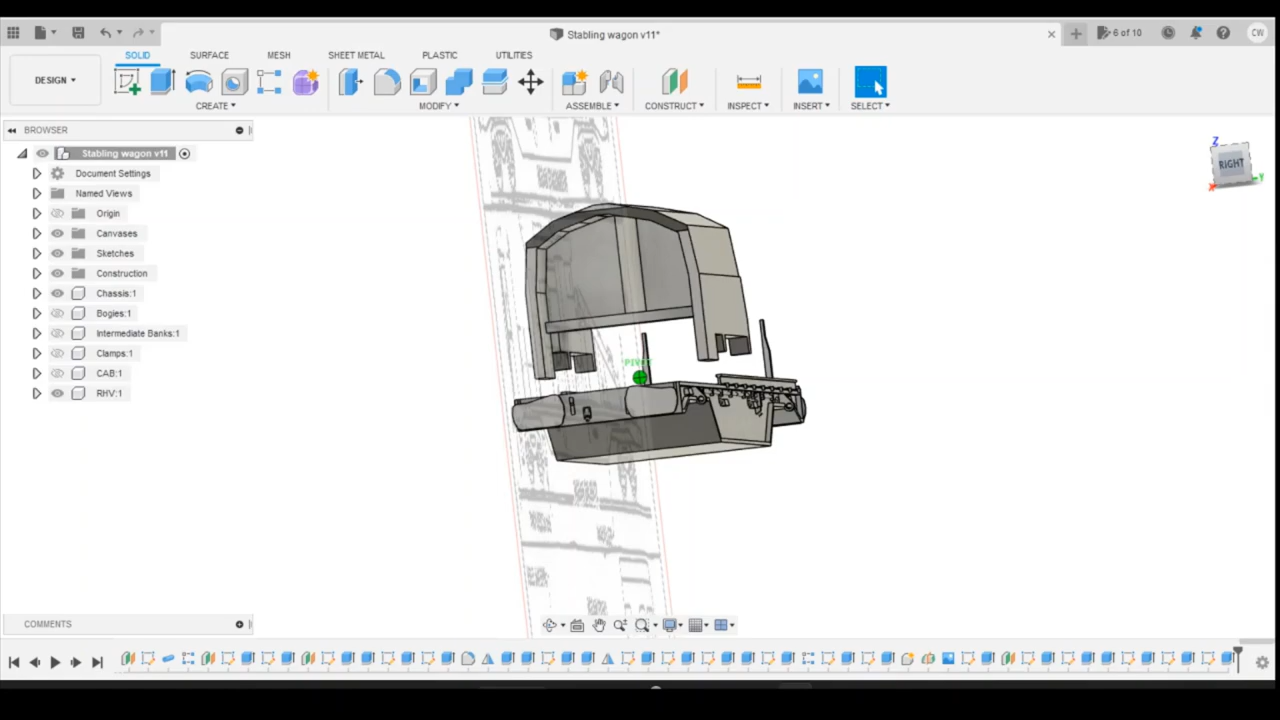 Stabling wagon v11*
6 of 10
CW
DESIGN
SOLID
SURFACE
MESH
SHEET METAL
PLASTIC
UTILITIES
CREATE
MODIFY
ASSEMBLE
CONSTRUCT
INSPECT
INSERT
SELECT
BROWSER
Stabling wagon v11
Document Settings
Named Views
Origin
Canvases
Sketches
Construction
Chassis:1
Bogies:1
Intermediate Banks:1
Clamps:1
CAB:1
RHV:1
Z
RIGHT
X
Y
PIVOT
COMMENTS